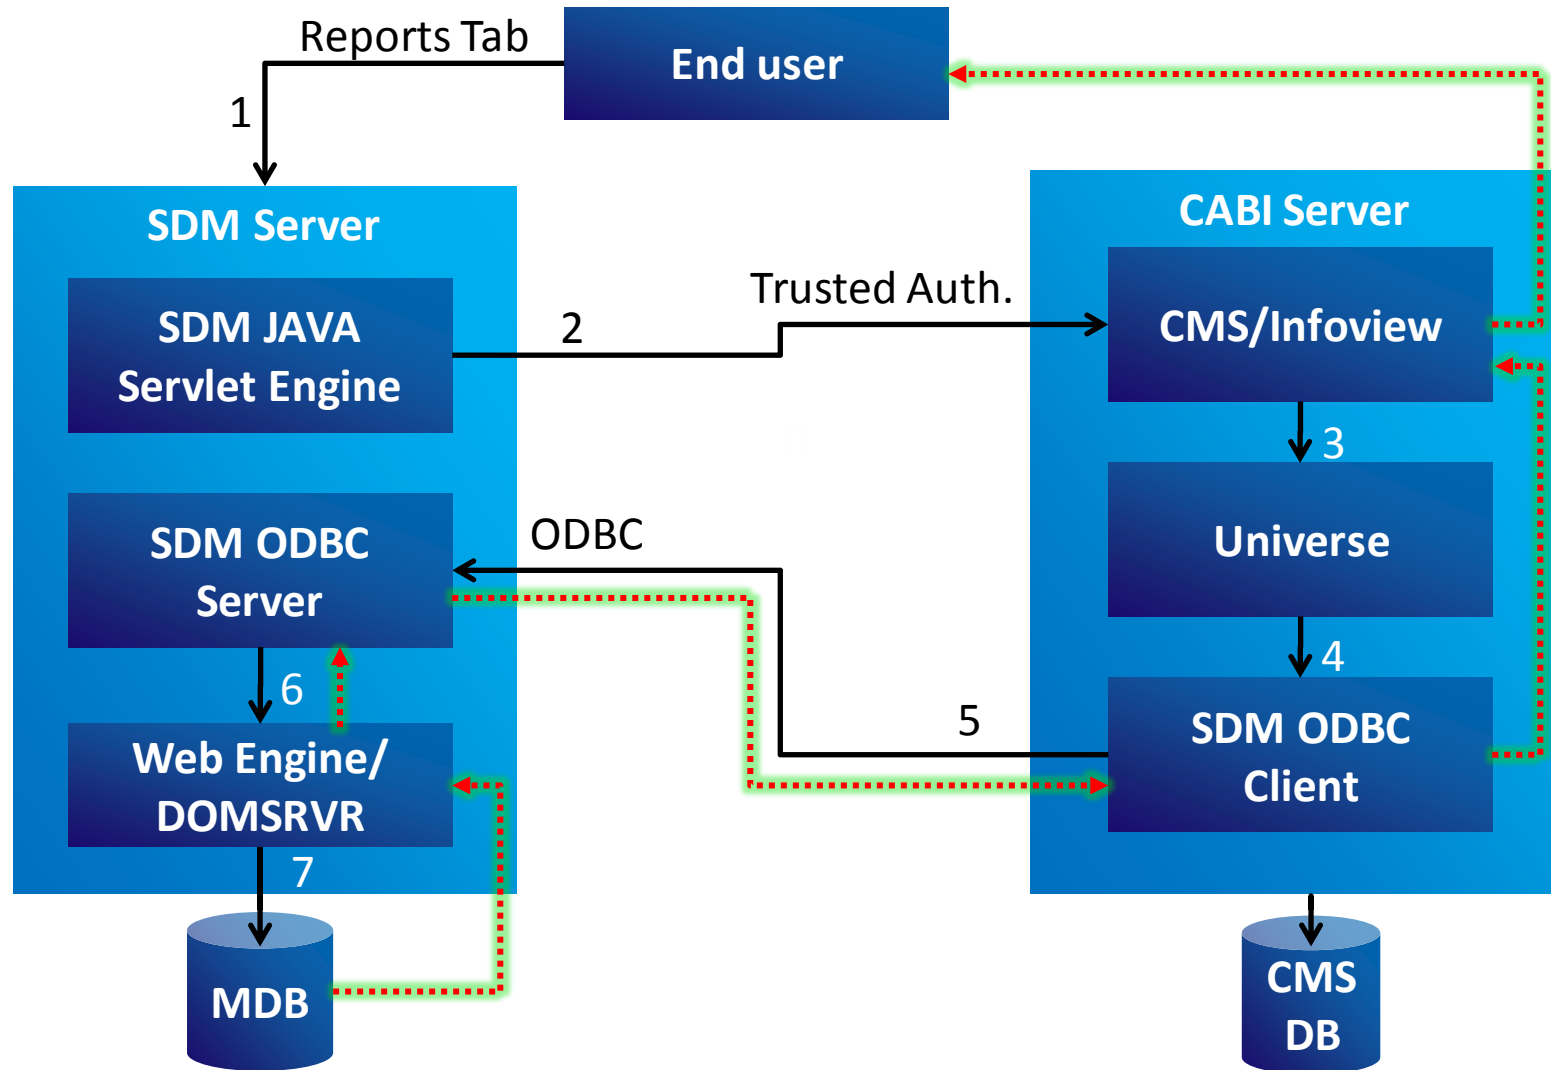 Reports Tab
End user
1
SDM Server
CABI Server
SDM JAVA
Servlet Engine
2
Trusted Auth.
CMS/Infoview
3
SDM ODBC
Server
ODBC
Universe
4
6
5
SDM ODBC
Client
Web Engine/
DOMSRVR
7
MDB
CMS
DB